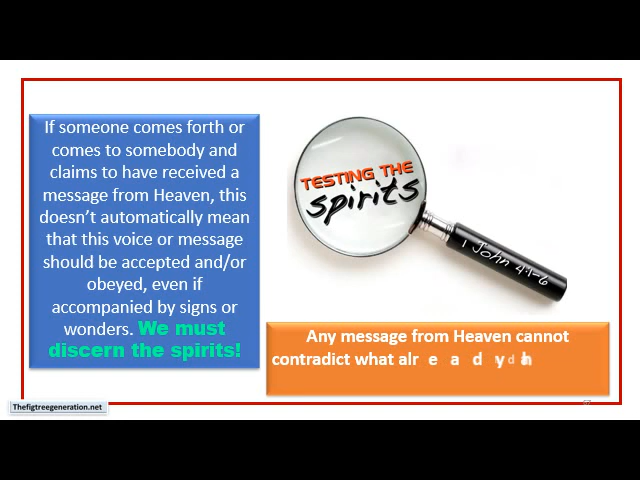 If someone comes forth or
comes to somebody and
claims to have received a
message from Heaven, this
doesn't automatically mean
that this voice or message
should be accepted and/or
obeyed, even if
accompanied by signs or
wonders. We must
discern the spirits!
TESTING THE
spirits
1 John 4:1-6
Any message from Heaven cannot
contradict what already
Thefigtreegeneration.net